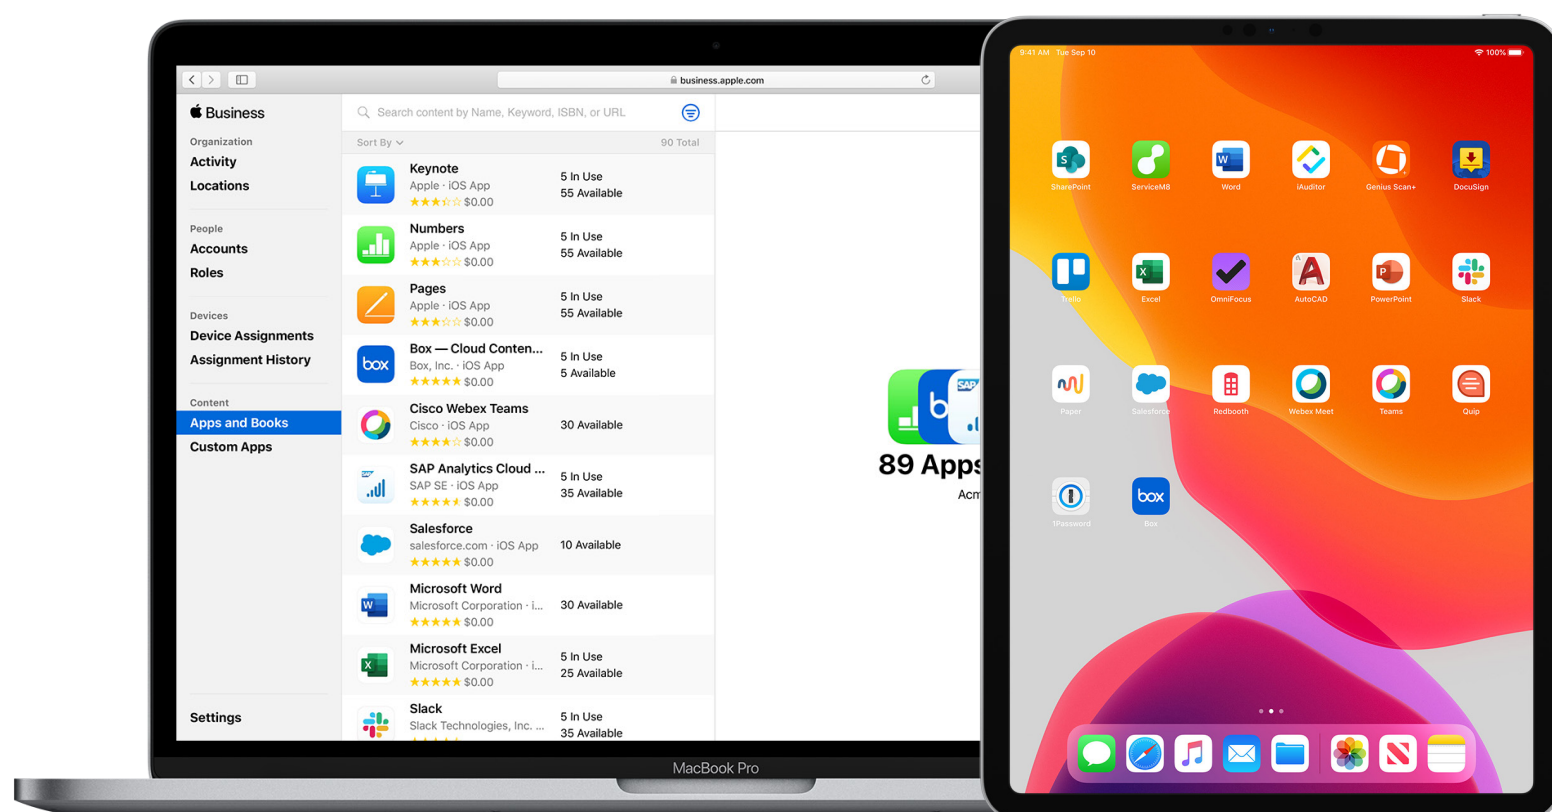 business.apple.com
Business
Search content by Name, Keyword, ISBN, or URL
Organization
Activity
Locations
People
Accounts
Roles
Devices
Device Assignments
Assignment History
Content
Apps and Books
Custom Apps
Settings
Sort By
90 Total
Keynote
Apple · iOS App
$0.00
5 In Use
55 Available
Numbers
Apple · iOS App
$0.00
5 In Use
55 Available
Pages
Apple · iOS App
$0.00
5 In Use
55 Available
box
Box — Cloud Conten...
Box, Inc. · iOS App
$0.00
5 In Use
5 Available
Cisco Webex Teams
Cisco · iOS App
$0.00
30 Available
SAP
SAP Analytics Cloud ...
SAP SE · iOS App
$0.00
5 In Use
35 Available
Salesforce
salesforce.com · iOS App
$0.00
10 Available
W
Microsoft Word
Microsoft Corporation · i...
$0.00
30 Available
X
Microsoft Excel
Microsoft Corporation · i...
$0.00
5 In Use
25 Available
Slack
Slack Technologies, Inc. ...
5 In Use
35 Available
b
SAP
89 Apps
Acm
MacBook Pro
9:41 AM Tue Sep 10
100%
S
W
SharePoint
ServiceM8
Word
iAuditor
Genius Scan+
DocuSign
X
A
P
Trello
Excel
OmniFocus
AutoCAD
PowerPoint
Slack
Paper
Salesforce
Redbooth
Webex Meet
Teams
Quip
box
1Password
Box